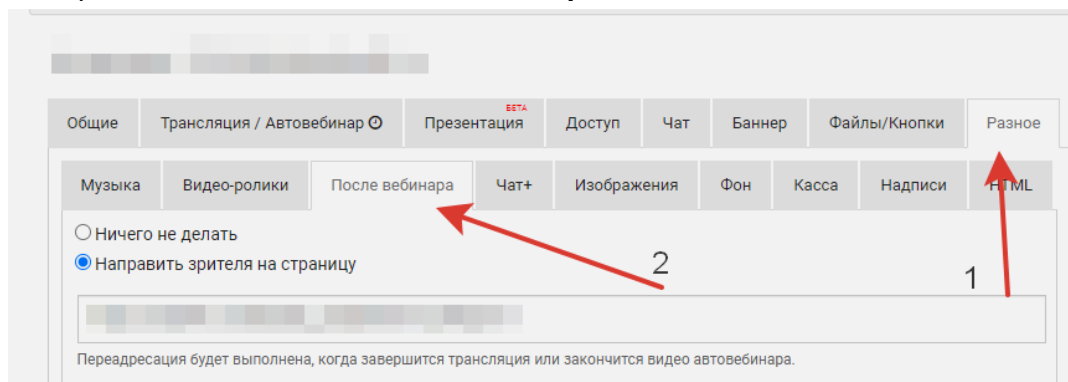 БЕТА
Общие Трансляция / Автовебинар Презентация Доступ Чат Баннер Файлы/Кнопки Разное
Музыка Видео-ролики После вебинара Чат+ Изображения Фон Касса Надписи HTML
Ничего не делать
Направить зрителя на страницу
2
1
Переадресация будет выполнена, когда завершится трансляция или закончится видео автовебинара.